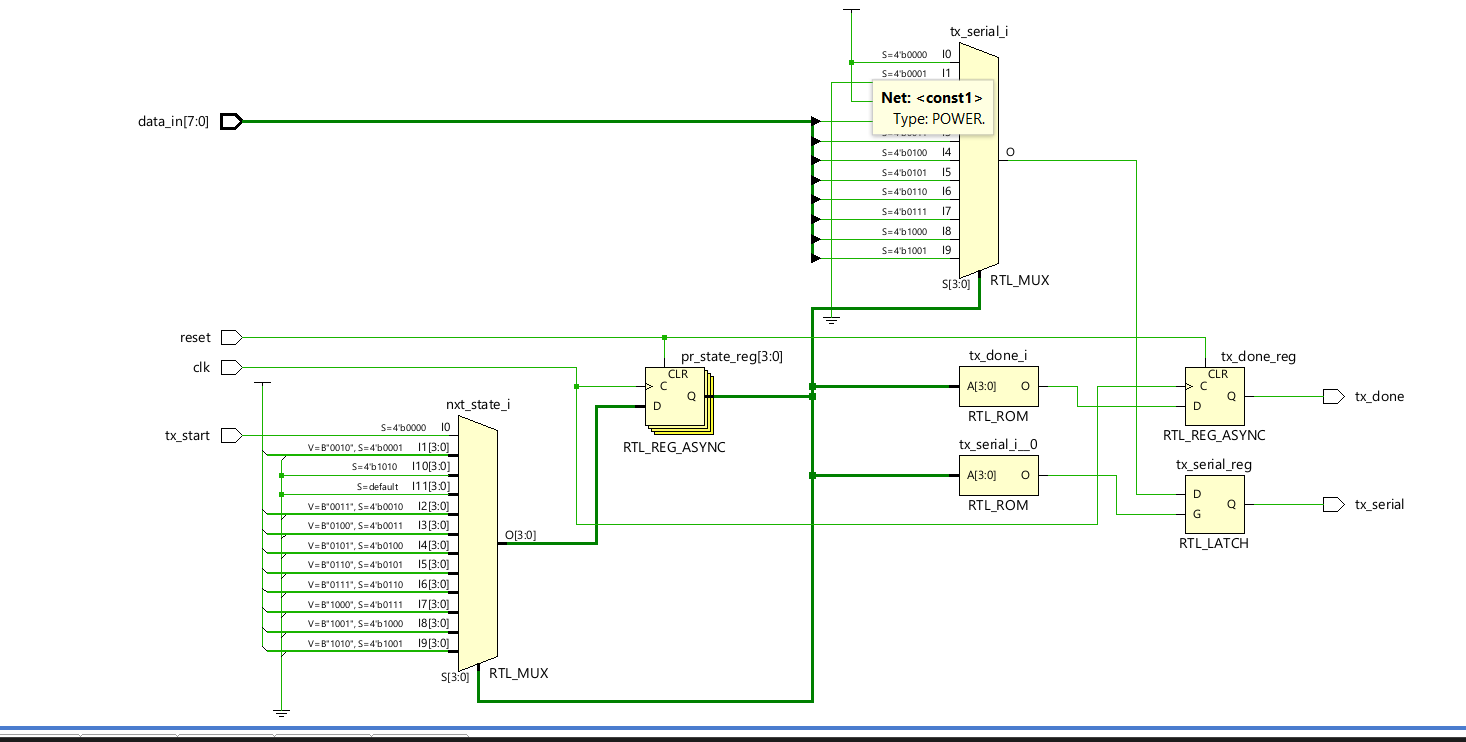 tx_serial_i
S=4'b0000 I0
S=4'b0001 I1
Net: <const1>
Type: POWER.
data_in[7:0]
S=4'b0100 I4
O
S=4'b0101 I5
S=4'b0110 I6
S=4'b0111 I7
S=4'b1000 I8
S=4'b1001 I9
S[3:0] RTL_MUX
reset
clk
pr_state_reg[3:0]
CLR
C
D
Q
RTL_REG_ASYNC
tx_done_i
A[3:0] O
RTL_ROM
tx_done_reg
CLR
C
D
Q
RTL_REG_ASYNC
tx_done
nxt_state_i
tx_start
S=4'b0000 I0
V=B"0010", S=4'b0001 I1[3:0]
S=4'b1010 I10[3:0]
S=default I11[3:0]
V=B"0011", S=4'b0010 I2[3:0]
V=B"0100", S=4'b0011 I3[3:0]
V=B"0101", S=4'b0100 I4[3:0]
V=B"0110", S=4'b0101 I5[3:0]
V=B"0111", S=4'b0110 I6[3:0]
V=B"1000", S=4'b0111 I7[3:0]
V=B"1001", S=4'b1000 I8[3:0]
V=B"1010", S=4'b1001 I9[3:0]
O[3:0]
S[3:0] RTL_MUX
tx_serial_i__0
A[3:0] O
RTL_ROM
tx_serial_reg
D
G
Q
RTL_LATCH
tx_serial